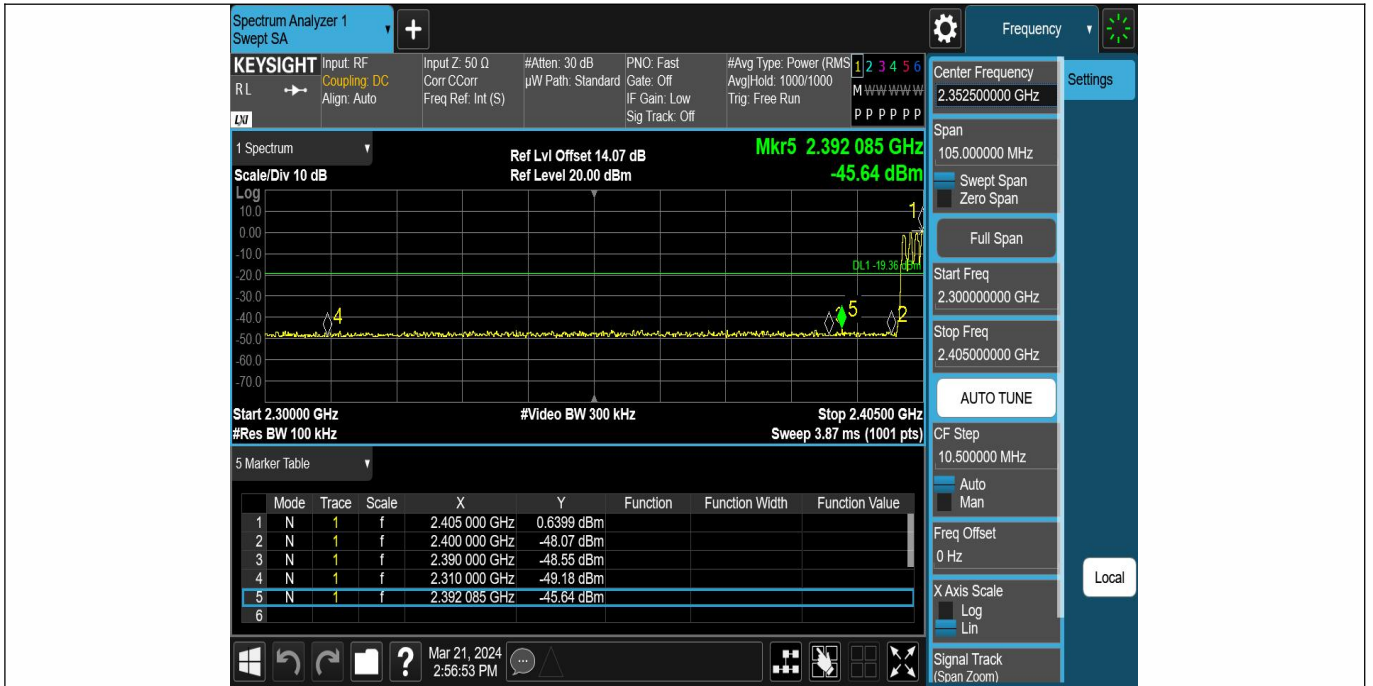 Spectrum Analyzer 1
Swept SA
+
Frequency
KEYSIGHT
RL
LXI
Input: RF
Coupling: DC
Align: Auto
Input Z: 50 Ω
Corr CCorr
Freq Ref: Int (S)
#Atten: 30 dB
µW Path: Standard
PNO: Fast
Gate: Off
IF Gain: Low
Sig Track: Off
#Avg Type: Power (RMS
Avg|Hold: 1000/1000
Trig: Free Run
1 2 3 4 5 6
M W W W W W
P P P P P P
1 Spectrum
Scale/Div 10 dB
Ref Lvl Offset 14.07 dB
Ref Level 20.00 dBm
Mkr5 2.392 085 GHz
-45.64 dBm
Log
10.0
0.00
-10.0
-20.0
-30.0
-40.0
-50.0
-60.0
-70.0
1
DL1 -19.36 dBm
4
5
2
Start 2.30000 GHz
#Video BW 300 kHz
Stop 2.40500 GHz
#Res BW 100 kHz
Sweep 3.87 ms (1001 pts)
5 Marker Table
Mode Trace Scale X Y Function Function Width Function Value
1 N 1 f 2.405 000 GHz 0.6399 dBm
2 N 1 f 2.400 000 GHz -48.07 dBm
3 N 1 f 2.390 000 GHz -48.55 dBm
4 N 1 f 2.310 000 GHz -49.18 dBm
5 N 1 f 2.392 085 GHz -45.64 dBm
6
Center Frequency
2.352500000 GHz
Settings
Span
105.000000 MHz
Swept Span
Zero Span
Full Span
Start Freq
2.300000000 GHz
Stop Freq
2.405000000 GHz
AUTO TUNE
CF Step
10.500000 MHz
Auto
Man
Freq Offset
0 Hz
Local
X Axis Scale
Log
Lin
Signal Track
(Span Zoom)
?
Mar 21, 2024
2:56:53 PM